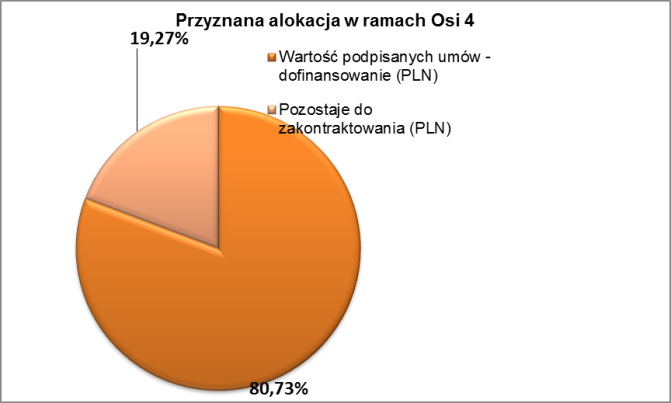 Przyznana alokacja w ramach Osi 4
19,27%
Wartość podpisanych umów -
dofinansowanie (PLN)
Pozostaje do
zakontraktowania (PLN)
80,73%